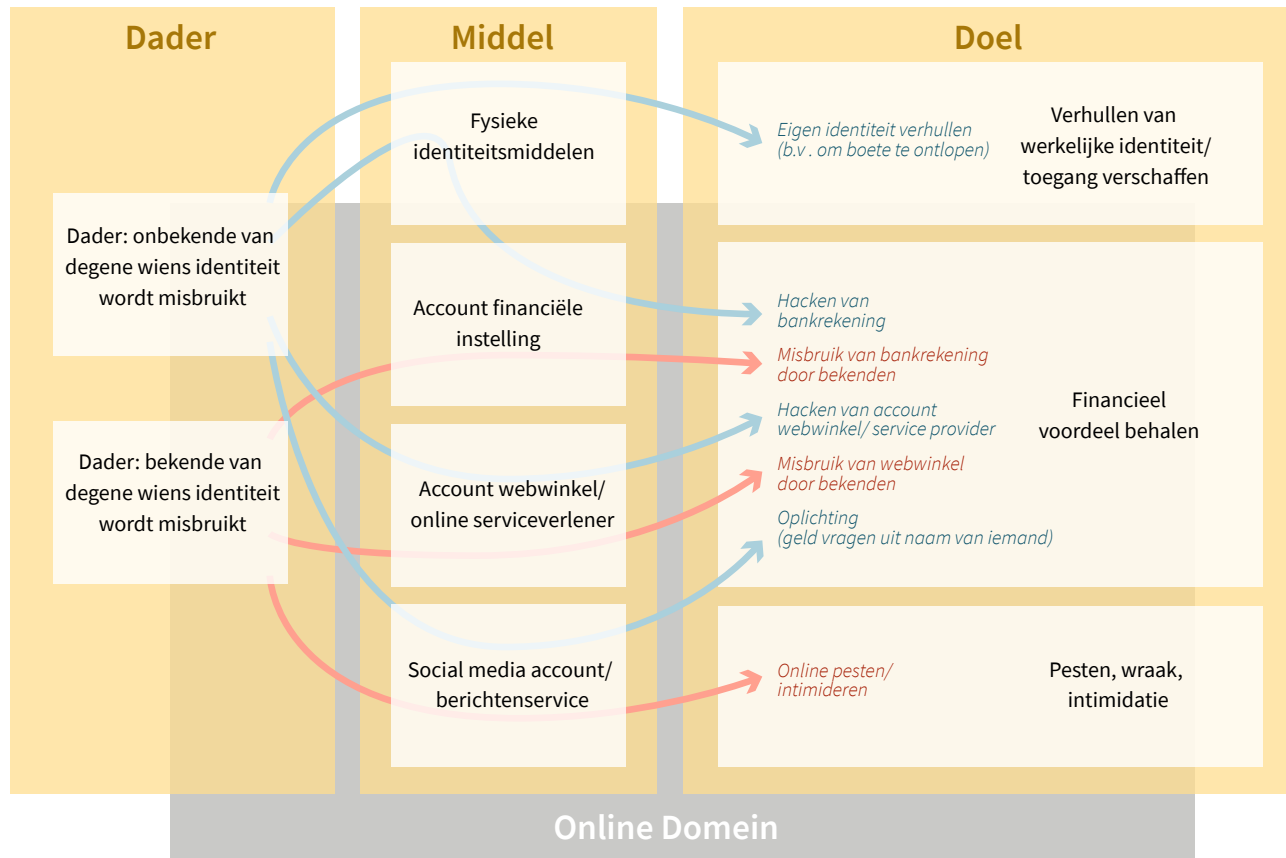 Dader
Middel
Doel
Fysieke
identiteitsmiddelen
Eigen identiteit verhullen
(b.v . om boete te ontlopen)
Verhullen van
werkelijke identiteit/
toegang verschaffen
Dader: onbekende van
degene wiens identiteit
wordt misbruikt
Account financiële
instelling
Hacken van
bankrekening
Misbruik van bankrekening
door bekenden
Hacken van account
webwinkel/ service provider
Misbruik van webwinkel
door bekenden
Oplichting
(geld vragen uit naam van iemand)
Financieel
voordeel behalen
Dader: bekende van
degene wiens identiteit
wordt misbruikt
Account webwinkel/
online serviceverlener
Social media account/
berichtenservice
Online pesten/
intimideren
Pesten, wraak,
intimidatie
Online Domein